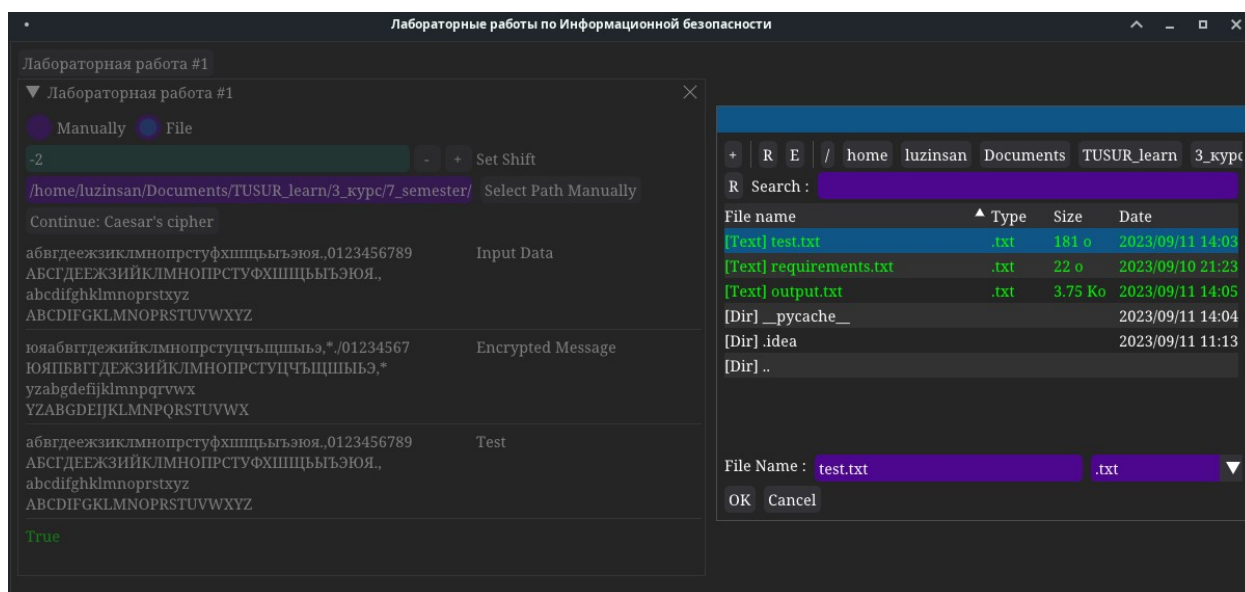 Лабораторные работы по Информационной безопасности
Лабораторная работа #1
Лабораторная работа #1
Manually File
-2 - + Set Shift
/home/luzinsan/Documents/TUSUR_learn/3_курс/7_semester/ Select Path Manually
Continue: Caesar's cipher
абвгдеежзиклмнопрстуфхшщьыъэюя.,0123456789 Input Data
АБСГДЕЕЖЗИЙКЛМНОПРСТУФХШЩЬЫЪЭЮЯ.,
abcdifghklmnoprstxyz
ABCDIFGKLMNOPRSTUVWXYZ
юяабвггдежийклмнопрстуцчъщшыьэ,*./01234567 Encrypted Message
ЮЯПБВГГДЕЖЗИЙКЛМНОПРСТУЦЧЪЩШЫЬЭ,*
yzabgdefijklmnpqrvwx
YZABGDEIJKLMNPQRSTUVWX
абвгдеежзиклмнопрстуфхшщьыъэюя.,0123456789 Test
АБСГДЕЕЖЗИЙКЛМНОПРСТУФХШЩЬЫЪЭЮЯ.,
abcdifghklmnoprstxyz
ABCDIFGKLMNOPRSTUVWXYZ
True
+ R E / home luzinsan Documents TUSUR_learn 3_курс
R Search :
File name Type Size Date
[Text] test.txt .txt 181 o 2023/09/11 14:03
[Text] requirements.txt .txt 22 o 2023/09/10 21:23
[Text] output.txt .txt 3.75 Ko 2023/09/11 14:05
[Dir] __pycache__ 2023/09/11 14:04
[Dir] .idea 2023/09/11 11:13
[Dir] ..
File Name : test.txt .txt
OK Cancel